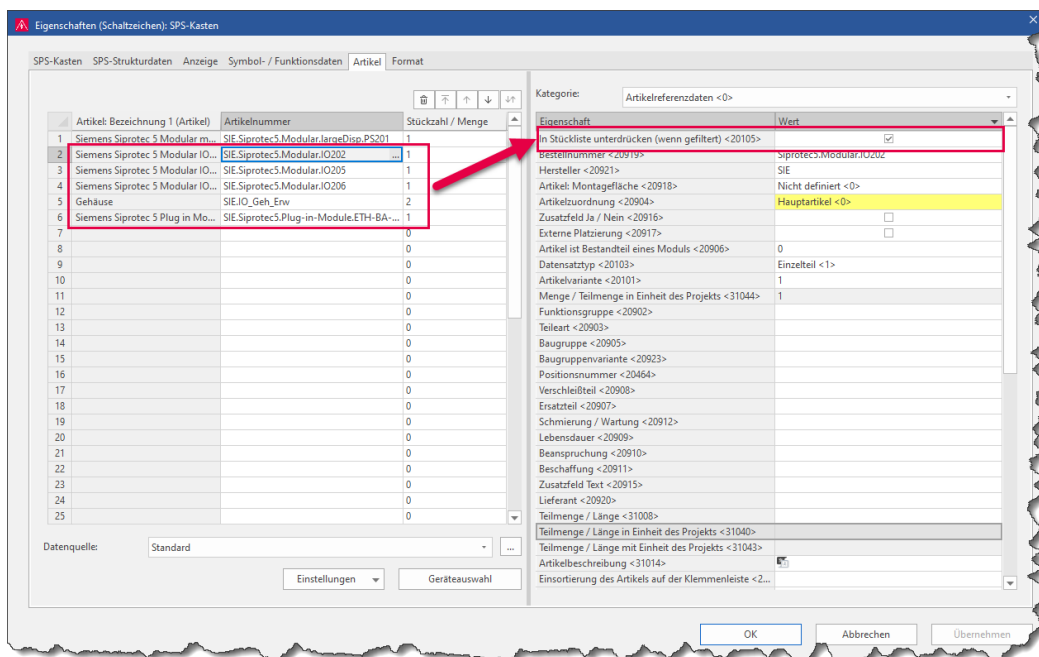 Eigenschaften (Schaltzeichen): SPS-Kasten
SPS-Kasten SPS-Strukturdaten Anzeige Symbol- / Funktionsdaten Artikel Format
Kategorie: Artikelreferenzdaten <0>
Artikel: Bezeichnung 1 (Artikel) Artikelnummer Stückzahl / Menge
1 Siemens Siprotec 5 Modular m... SIE.Siprotec5.Modular.largeDisp.PS201 1
2 Siemens Siprotec 5 Modular IO... SIE.Siprotec5.Modular.IO202 ... 1
3 Siemens Siprotec 5 Modular IO... SIE.Siprotec5.Modular.IO205 1
4 Siemens Siprotec 5 Modular IO... SIE.Siprotec5.Modular.IO206 1
5 Gehäuse SIE.IO_Geh_Erw 2
6 Siemens Siprotec 5 Plug in Mo... SIE.Siprotec5.Plug-in-Module.ETH-BA-... 1
7 0
8 0
9 0
10 0
11 0
12 0
13 0
14 0
15 0
16 0
17 0
18 0
19 0
20 0
21 0
22 0
23 0
24 0
25 0
Datenquelle: Standard ...
Einstellungen Geräteauswahl
Eigenschaft Wert
In Stückliste unterdrücken (wenn gefiltert) <20105>
Bestellnummer <20919> Siprotec5.Modular.IO202
Hersteller <20921> SIE
Artikel: Montagefläche <20918> Nicht definiert <0>
Artikelzuordnung <20904> Hauptartikel <0>
Zusatzfeld Ja / Nein <20916>
Externe Platzierung <20917>
Artikel ist Bestandteil eines Moduls <20906> 0
Datensatztyp <20103> Einzelteil <1>
Artikelvariante <20101> 1
Menge / Teilmenge in Einheit des Projekts <31044> 1
Funktionsgruppe <20902>
Teileart <20903>
Baugruppe <20905>
Baugruppenvariante <20923>
Positionsnummer <20464>
Verschleißteil <20908>
Ersatzteil <20907>
Schmierung / Wartung <20912>
Lebensdauer <20909>
Beanspruchung <20910>
Beschaffung <20911>
Zusatzfeld Text <20915>
Lieferant <20920>
Teilmenge / Länge <31008>
Teilmenge / Länge in Einheit des Projekts <31040>
Teilmenge / Länge mit Einheit des Projekts <31043>
Artikelbeschreibung <31014>
Einsortierung des Artikels auf der Klemmenleiste <2...
OK Abbrechen Übernehmen